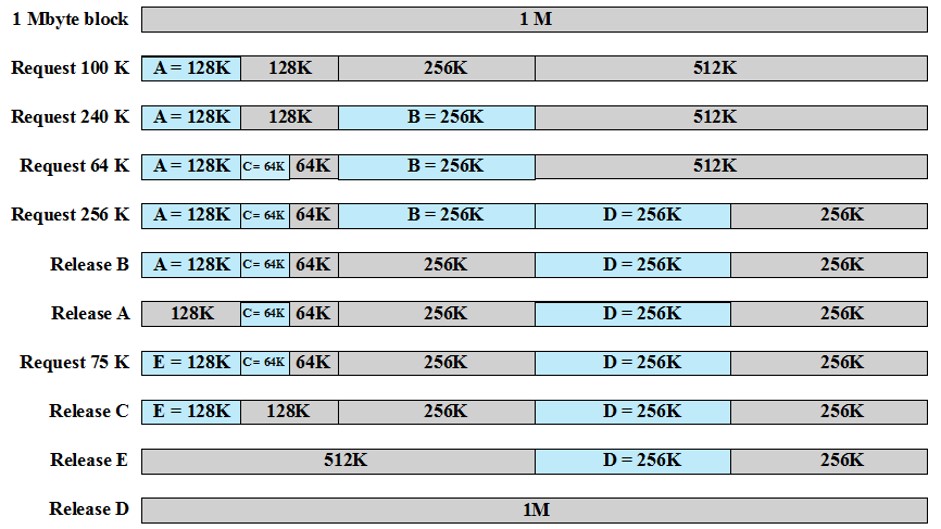 1 Mbyte block 1 M
Request 100 K A = 128K 128K 256K 512K
Request 240 K A = 128K 128K B = 256K 512K
Request 64 K A = 128K C= 64K 64K B = 256K 512K
Request 256 K A = 128K C= 64K 64K B = 256K D = 256K 256K
Release B A = 128K C= 64K 64K 256K D = 256K 256K
Release A 128K C= 64K 64K 256K D = 256K 256K
Request 75 K E = 128K C= 64K 64K 256K D = 256K 256K
Release C E = 128K 128K 256K D = 256K 256K
Release E 512K D = 256K 256K
Release D 1M